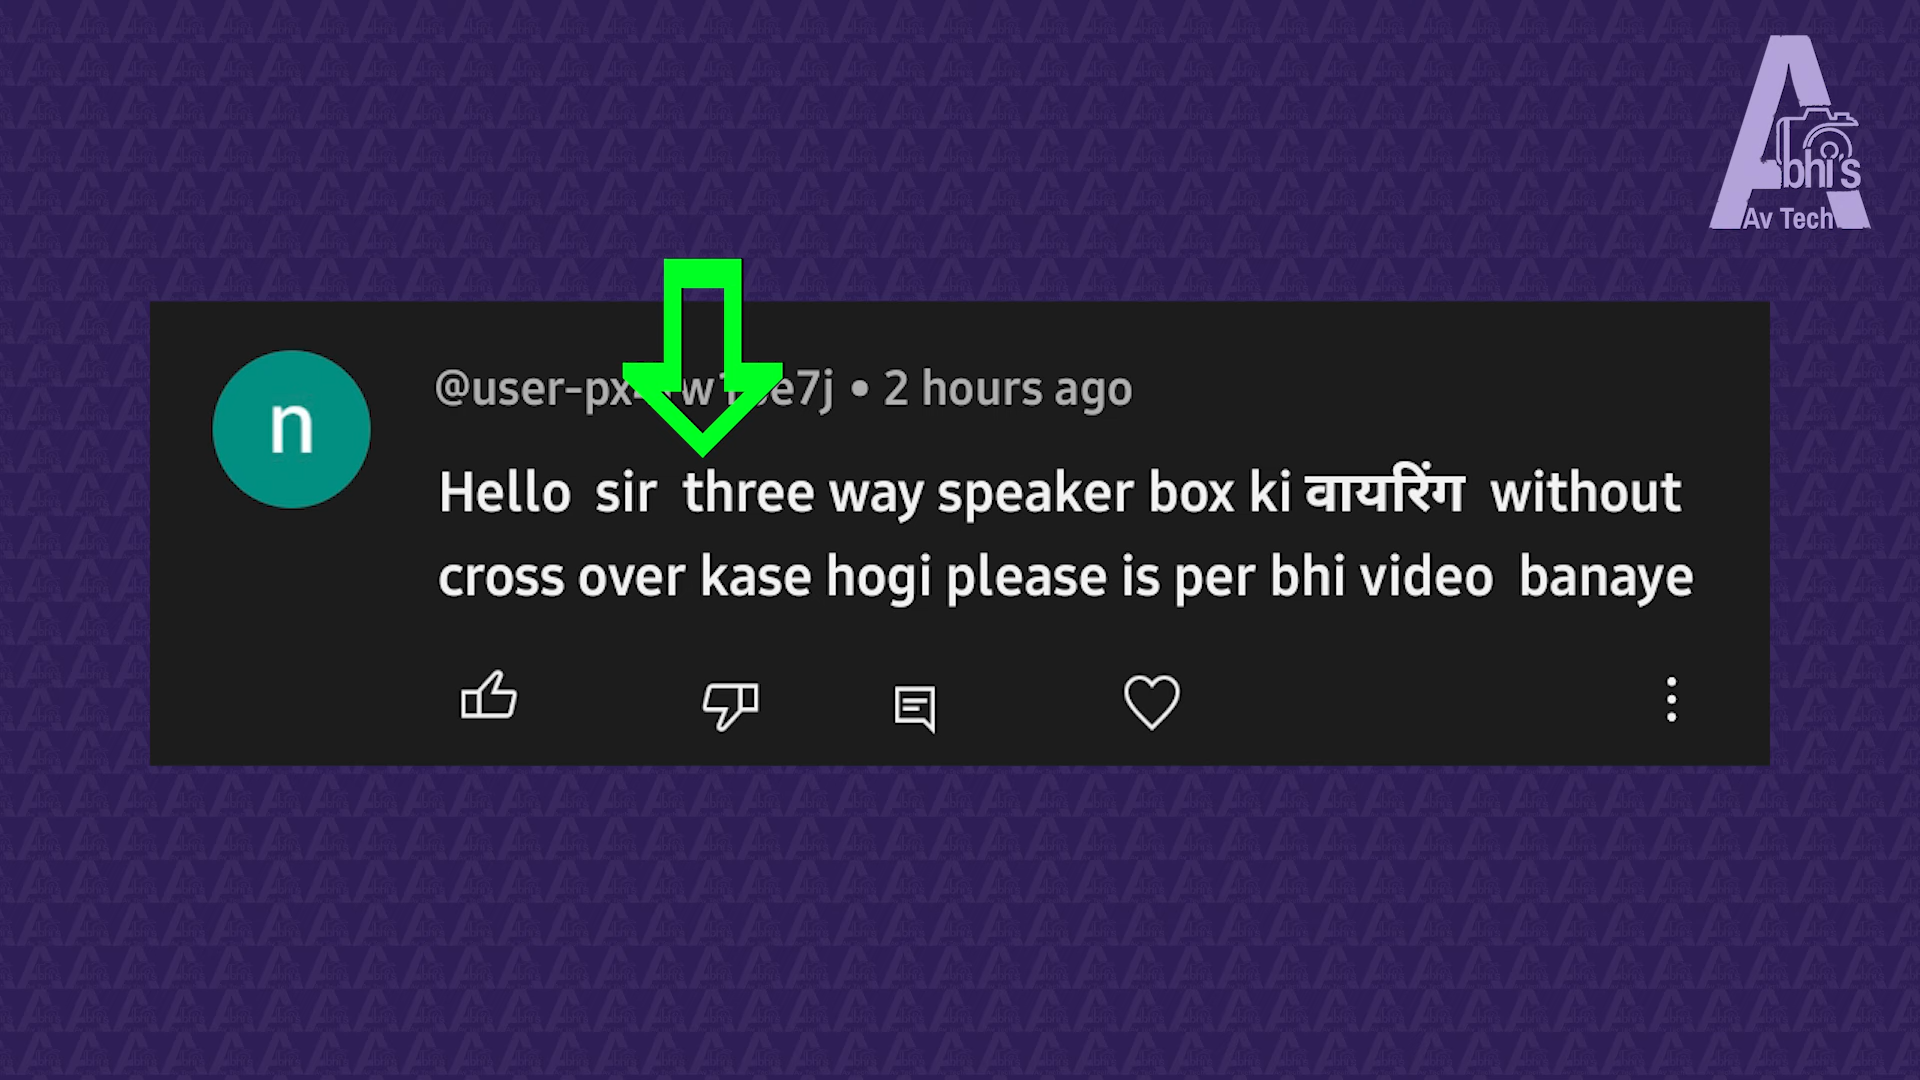 Abhi's
Av Tech
n
• 2 hours ago
Hello sir three way speaker box ki वायरिंग without
cross over kase hogi please is per bhi video banaye